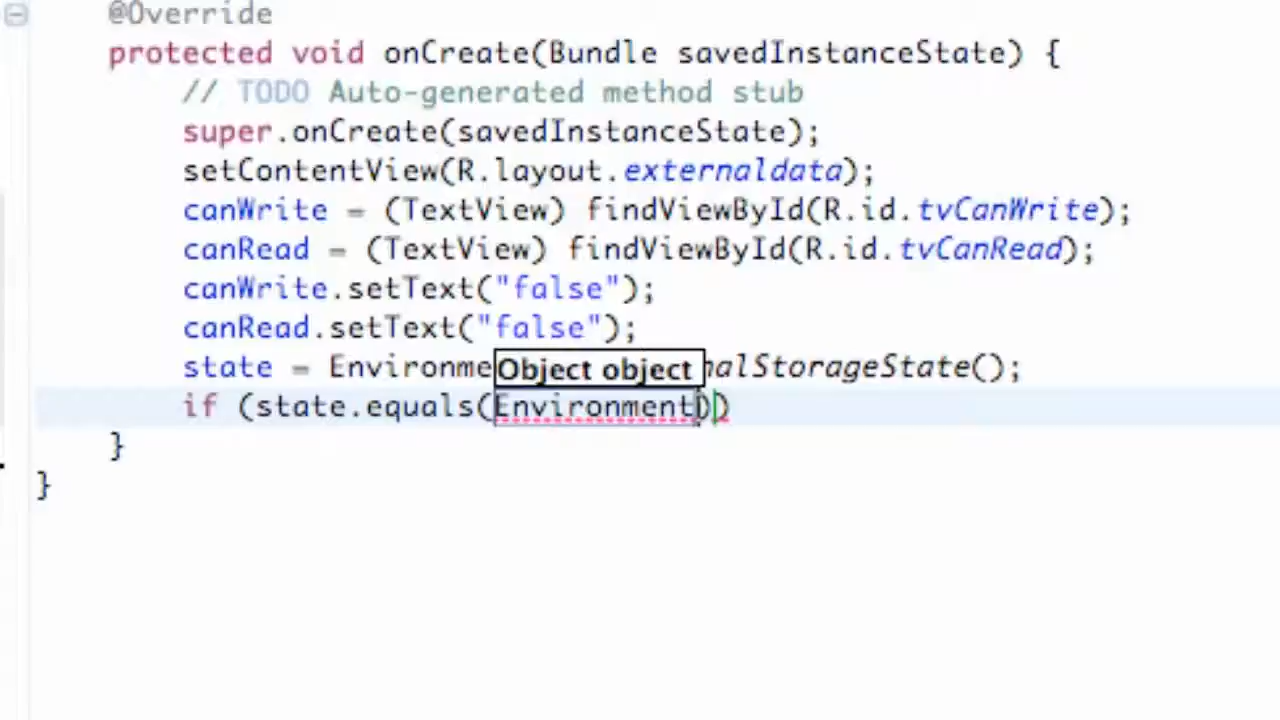 @Override
protected void onCreate(Bundle savedInstanceState) {
// TODO Auto-generated method stub
super.onCreate(savedInstanceState);
setContentView(R.layout.externaldata);
canWrite = (TextView) findViewById(R.id.tvCanWrite);
canRead = (TextView) findViewById(R.id.tvCanRead);
canWrite.setText("false");
canRead.setText("false");
state = Environme Object object nalStorageState();
if (state.equals(Environment))
}
}